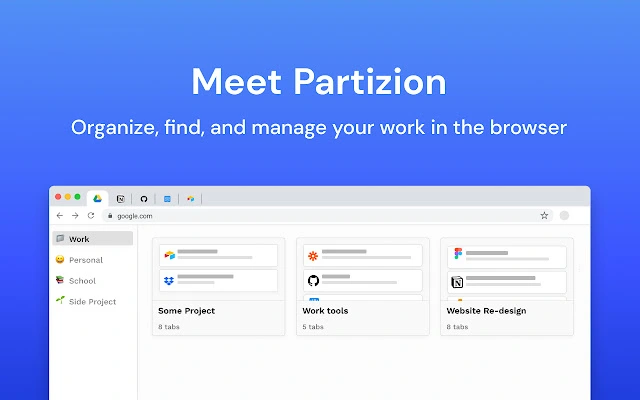 Meet Partizion
Organize, find, and manage your work in the browser
google.com
Work
Personal
School
Side Project
Some Project
8 tabs
Work tools
5 tabs
Website Re-design
8 tabs